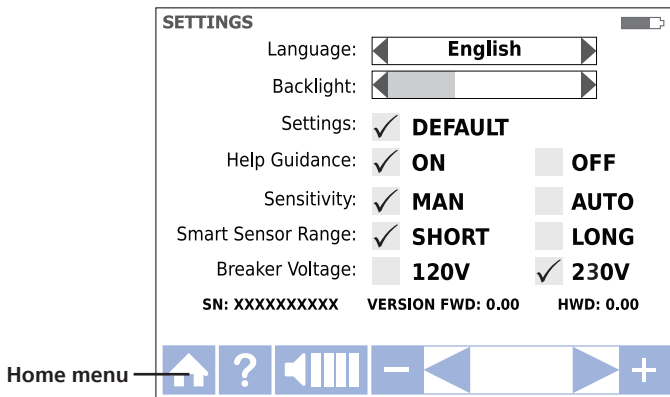 SETTINGS
Language: English
Backlight:
Settings: DEFAULT
Help Guidance: ON OFF
Sensitivity: MAN AUTO
Smart Sensor Range: SHORT LONG
Breaker Voltage: 120V 230V
SN: XXXXXXXXXX VERSION FWD: 0.00 HWD: 0.00
Home menu ? − +